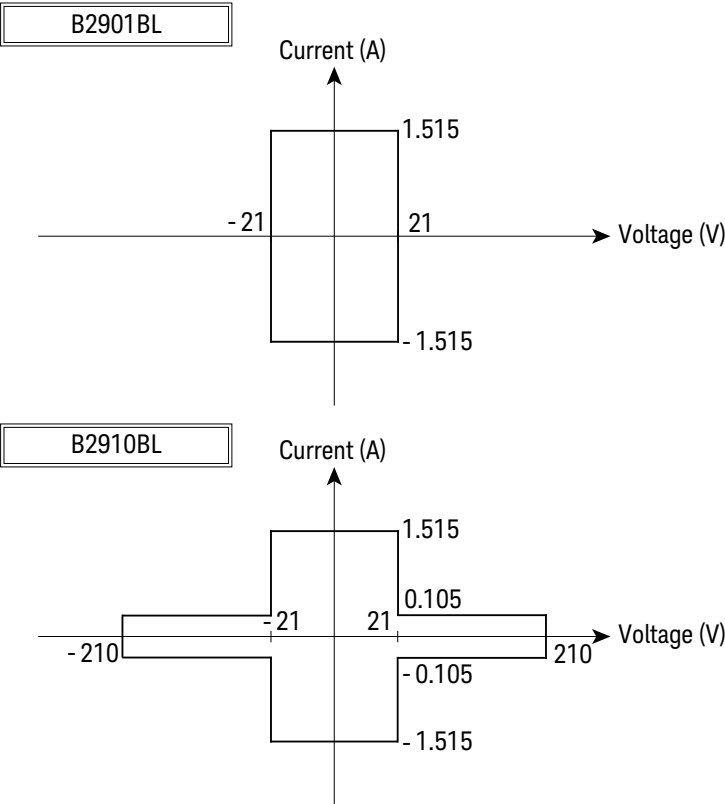 B2901BL
Current (A)
1.515
- 21
21
Voltage (V)
- 1.515
B2910BL
Current (A)
1.515
0.105
- 21
21
Voltage (V)
- 210
210
- 0.105
- 1.515